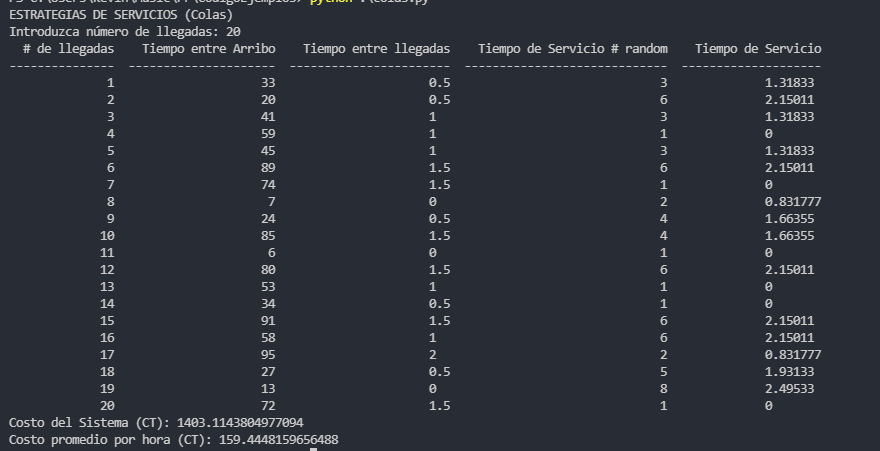 ESTRATEGIAS DE SERVICIOS (Colas)
Introduzca número de llegadas: 20
# de llegadas    Tiempo entre Arribo    Tiempo entre llegadas    Tiempo de Servicio # random    Tiempo de Servicio
---------------  ---------------------  -----------------------  -----------------------------  --------------------
1    33    0.5    3    1.31833
2    20    0.5    6    2.15011
3    41    1    3    1.31833
4    59    1    1    0
5    45    1    3    1.31833
6    89    1.5    6    2.15011
7    74    1.5    1    0
8    7    0    2    0.831777
9    24    0.5    4    1.66355
10    85    1.5    4    1.66355
11    6    0    1    0
12    80    1.5    6    2.15011
13    53    1    1    0
14    34    0.5    1    0
15    91    1.5    6    2.15011
16    58    1    6    2.15011
17    95    2    2    0.831777
18    27    0.5    5    1.93133
19    13    0    8    2.49533
20    72    1.5    1    0
Costo del Sistema (CT): 1403.1143804977094
Costo promedio por hora (CT): 159.4448159656488